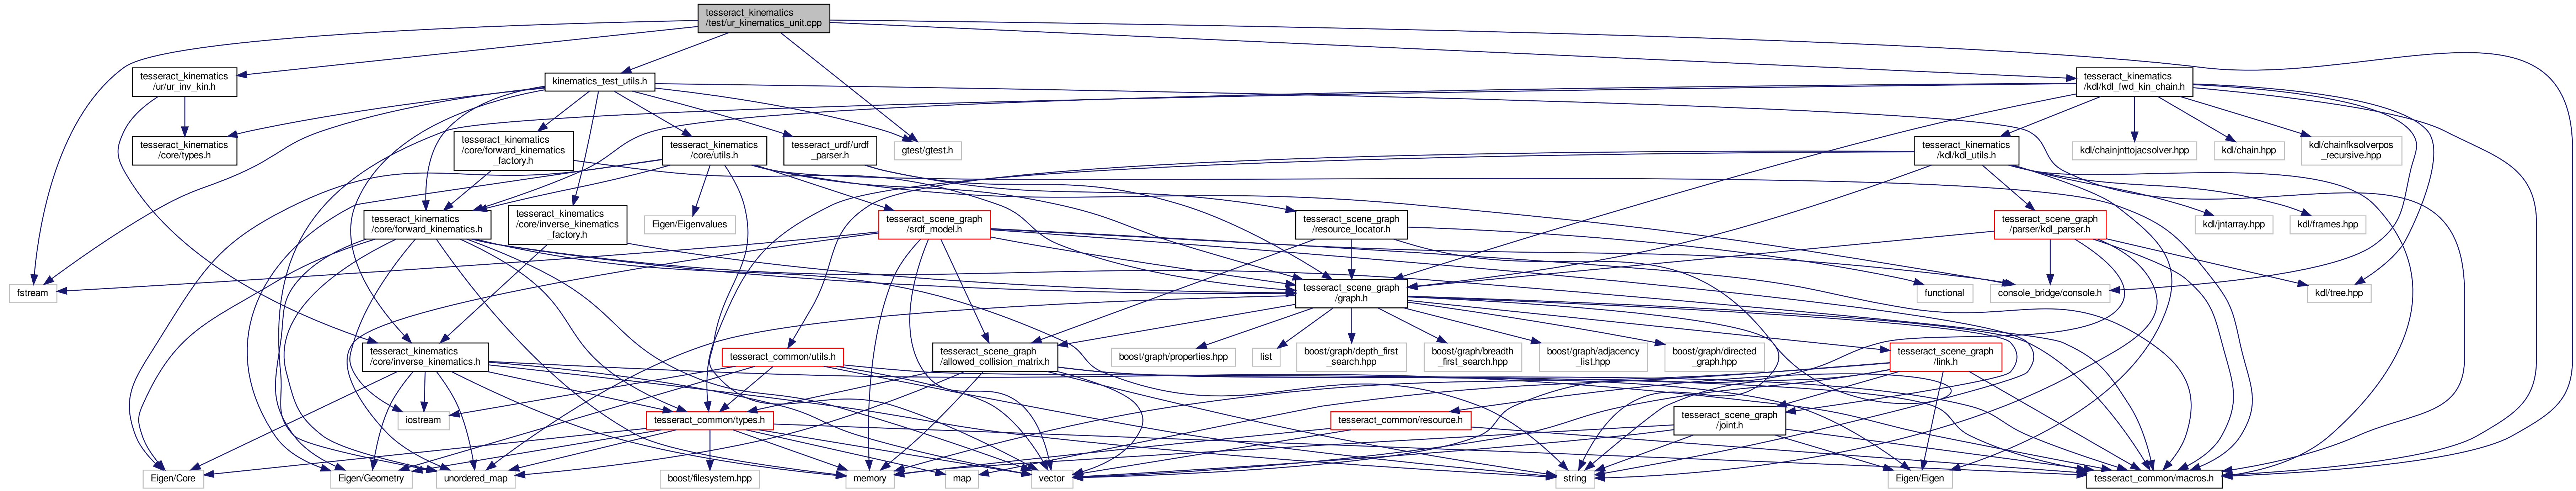 tesseract_kinematics
/test/ur_kinematics_unit.cpp
tesseract_kinematics
/ur/ur_inv_kin.h
kinematics_test_utils.h
tesseract_kinematics
/kdl/kdl_fwd_kin_chain.h
tesseract_kinematics
/core/types.h
tesseract_kinematics
/core/forward_kinematics
_factory.h
tesseract_kinematics
/core/utils.h
tesseract_urdf/urdf
_parser.h
gtest/gtest.h
tesseract_kinematics
/kdl/kdl_utils.h
kdl/chainjnttojacsolver.hpp
kdl/chain.hpp
kdl/chainfksolverpos
_recursive.hpp
tesseract_kinematics
/core/forward_kinematics.h
tesseract_kinematics
/core/inverse_kinematics
_factory.h
Eigen/Eigenvalues
tesseract_scene_graph
/srdf_model.h
tesseract_scene_graph
/resource_locator.h
tesseract_scene_graph
/parser/kdl_parser.h
kdl/jntarray.hpp
kdl/frames.hpp
fstream
tesseract_scene_graph
/graph.h
functional
console_bridge/console.h
kdl/tree.hpp
tesseract_kinematics
/core/inverse_kinematics.h
tesseract_common/utils.h
tesseract_scene_graph
/allowed_collision_matrix.h
boost/graph/properties.hpp
list
boost/graph/depth_first
_search.hpp
boost/graph/breadth
_first_search.hpp
boost/graph/adjacency
_list.hpp
boost/graph/directed
_graph.hpp
tesseract_scene_graph
/link.h
iostream
tesseract_common/types.h
tesseract_common/resource.h
tesseract_scene_graph
/joint.h
Eigen/Core
Eigen/Geometry
unordered_map
boost/filesystem.hpp
memory
map
vector
string
Eigen/Eigen
tesseract_common/macros.h